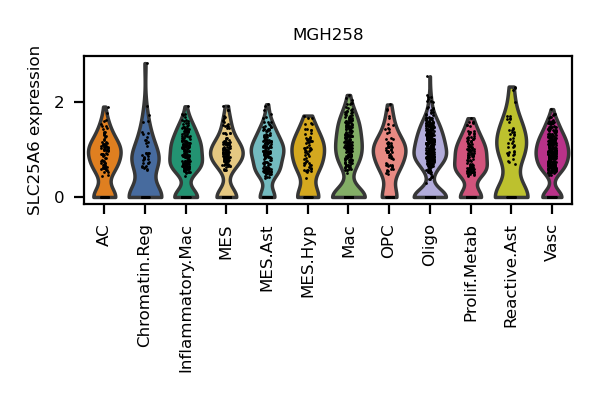 MGH258
SLC25A6 expression
2
0
AC
Chromatin.Reg
Inflammatory.Mac
MES
MES.Ast
MES.Hyp
Mac
OPC
Oligo
Prolif.Metab
Reactive.Ast
Vasc